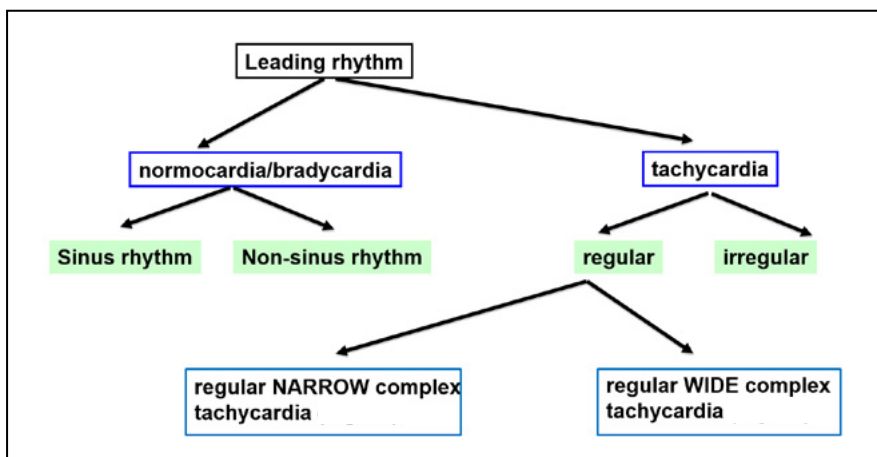 Leading rhythm
normocardia/bradycardia
tachycardia
Sinus rhythm
Non-sinus rhythm
regular
irregular
regular NARROW complex
tachycardia
regular WIDE complex
tachycardia